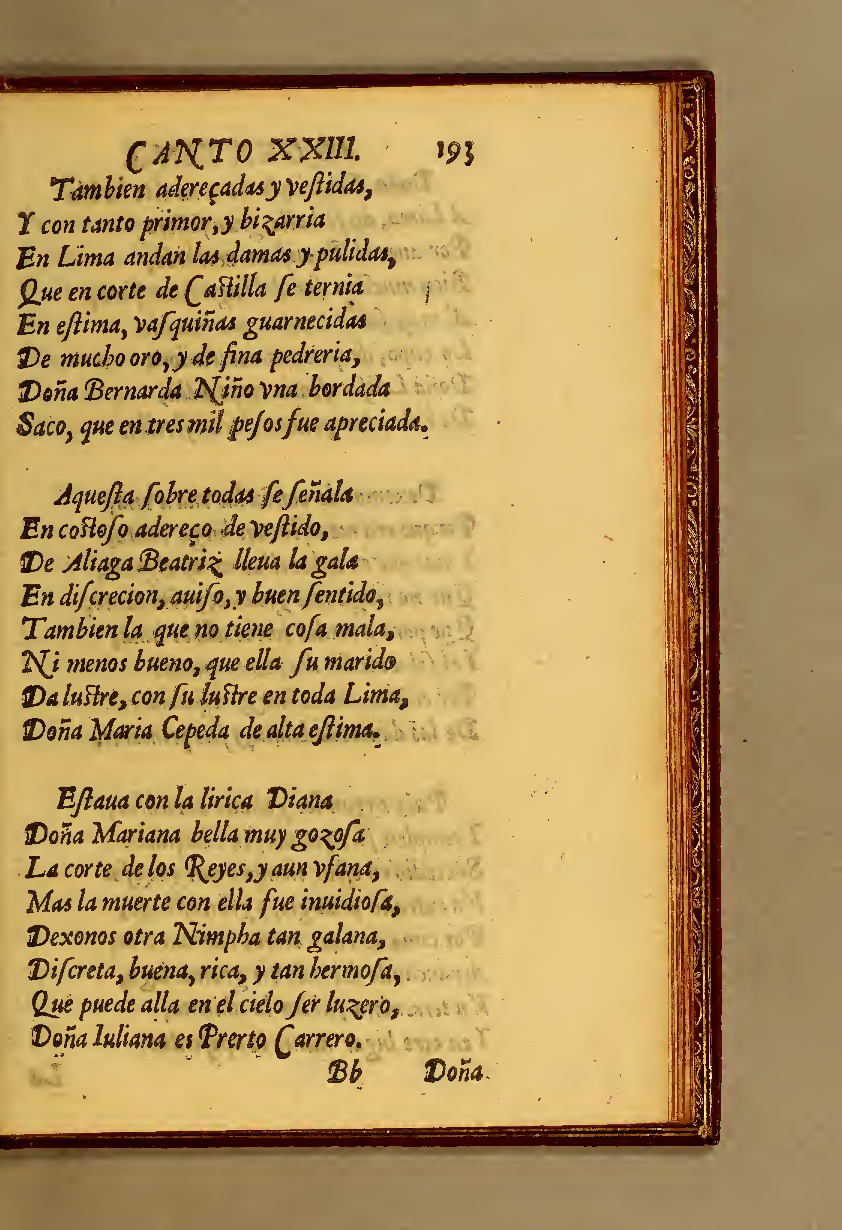 CANTO XXIII. 193
Tambien adereçadas y veſtidas,
Y con tanto primor, y bizarria
En Lima andan las damas y pulidas,
Que en corte de Caſtilla ſe ternia
En eſtima, vaſquiñas guarnecidas
De mucho oro, y de fina pedreria,
Doña Bernarda Niño vna bordada
Saco, que en tres mil peſos fue apreciada.
Aqueſta ſobre todas ſe ſeñala
En coſtoſo adereço de veſtido,
De Aliaga Beatriz lleua la gala
En diſcrecion, auiſo, y buen ſentido,
Tambien la que no tiene coſa mala,
Ni menos bueno, que ella ſu marido
Da luſtre, con ſu luſtre en toda Lima,
Doña Maria Cepeda de alta eſtima.
Eſtaua con la lirica Diana
Doña Mariana bella muy gozoſa
La corte de los Reyes, y aun vfana,
Mas la muerte con ella fue inuidioſa,
Dexonos otra Nimpha tan galana,
Diſcreta, buena, rica, y tan hermoſa,
Que puede alla en el cielo ſer luzero,
Doña Iuliana es Prerto Carrero.
Bb Doña